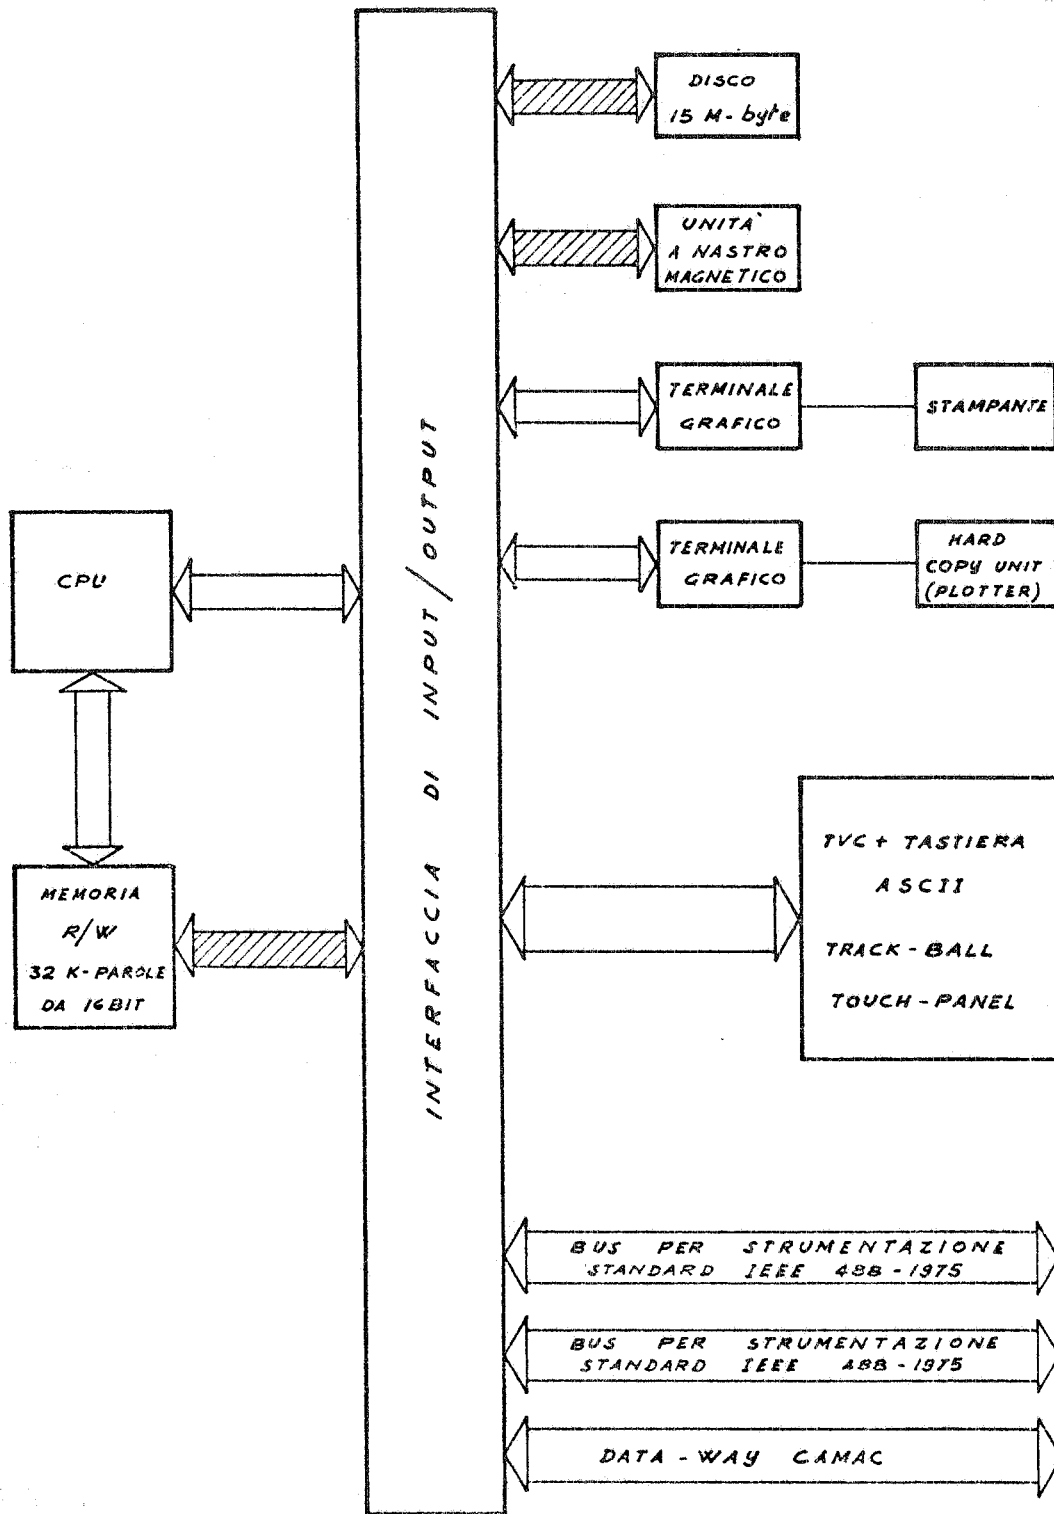 DISCO
15 M-byte
UNITA`
A NASTRO
MAGNETICO
TERMINALE
GRAFICO
STAMPANTE
TERMINALE
GRAFICO
HARD
COPY UNIT
(PLOTTER)
CPU
INTERFACCIA DI INPUT/OUTPUT
MEMORIA
R/W
32 K-PAROLE
DA 16 BIT
TVC + TASTIERA
ASCII
TRACK-BALL
TOUCH-PANEL
BUS PER STRUMENTAZIONE
STANDARD IEEE 488-1975
BUS PER STRUMENTAZIONE
STANDARD IEEE 488-1975
DATA-WAY CAMAC